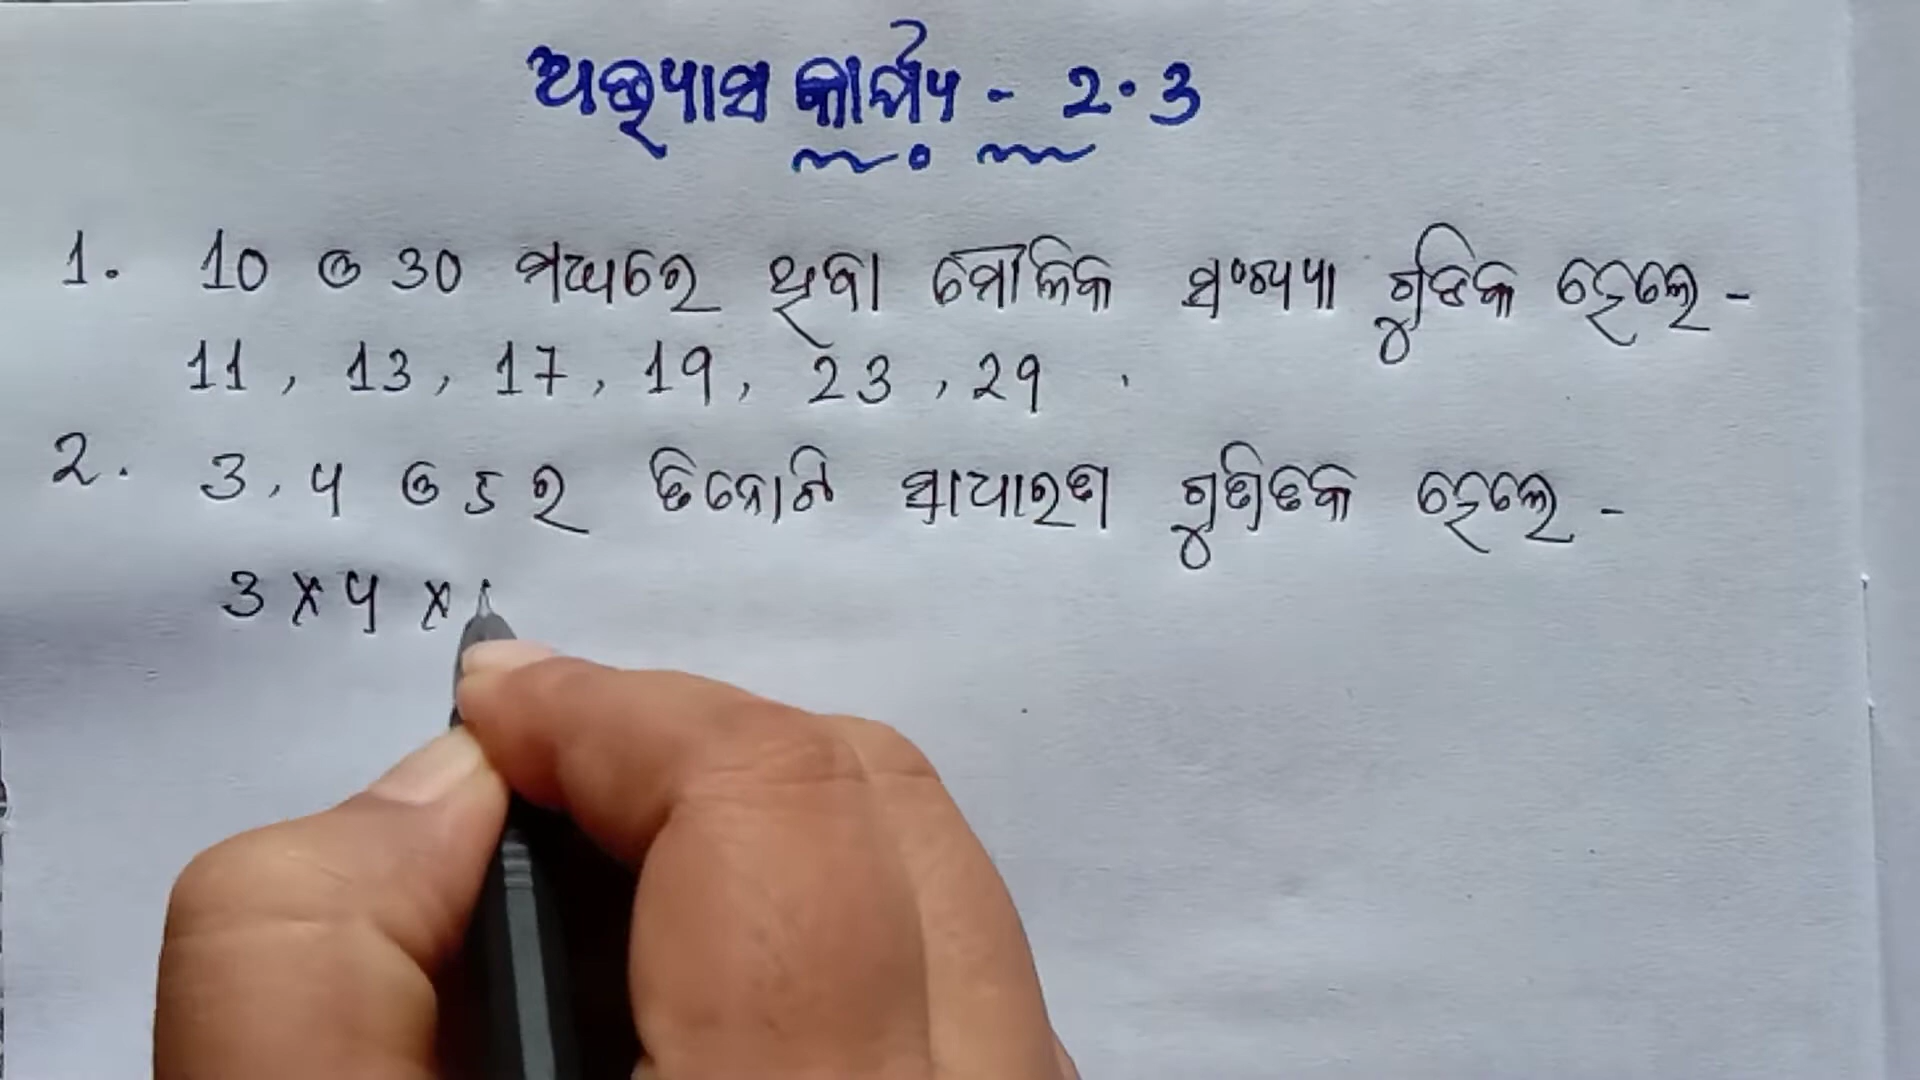 ଅଭ୍ୟାସ କାର୍ଯ୍ୟ - 2.3
1. 10 ଓ 30 ମଧ୍ୟରେ ଥିବା ମୌଳିକ ସଂଖ୍ୟା ଗୁଡିକ ହେଲେ -
11, 13, 17, 19, 23, 29.
2. 3, 4 ଓ 5 ର ତିନୋଟି ସାଧାରଣ ଗୁଣିତକ ହେଲେ -
3 × 4 ×